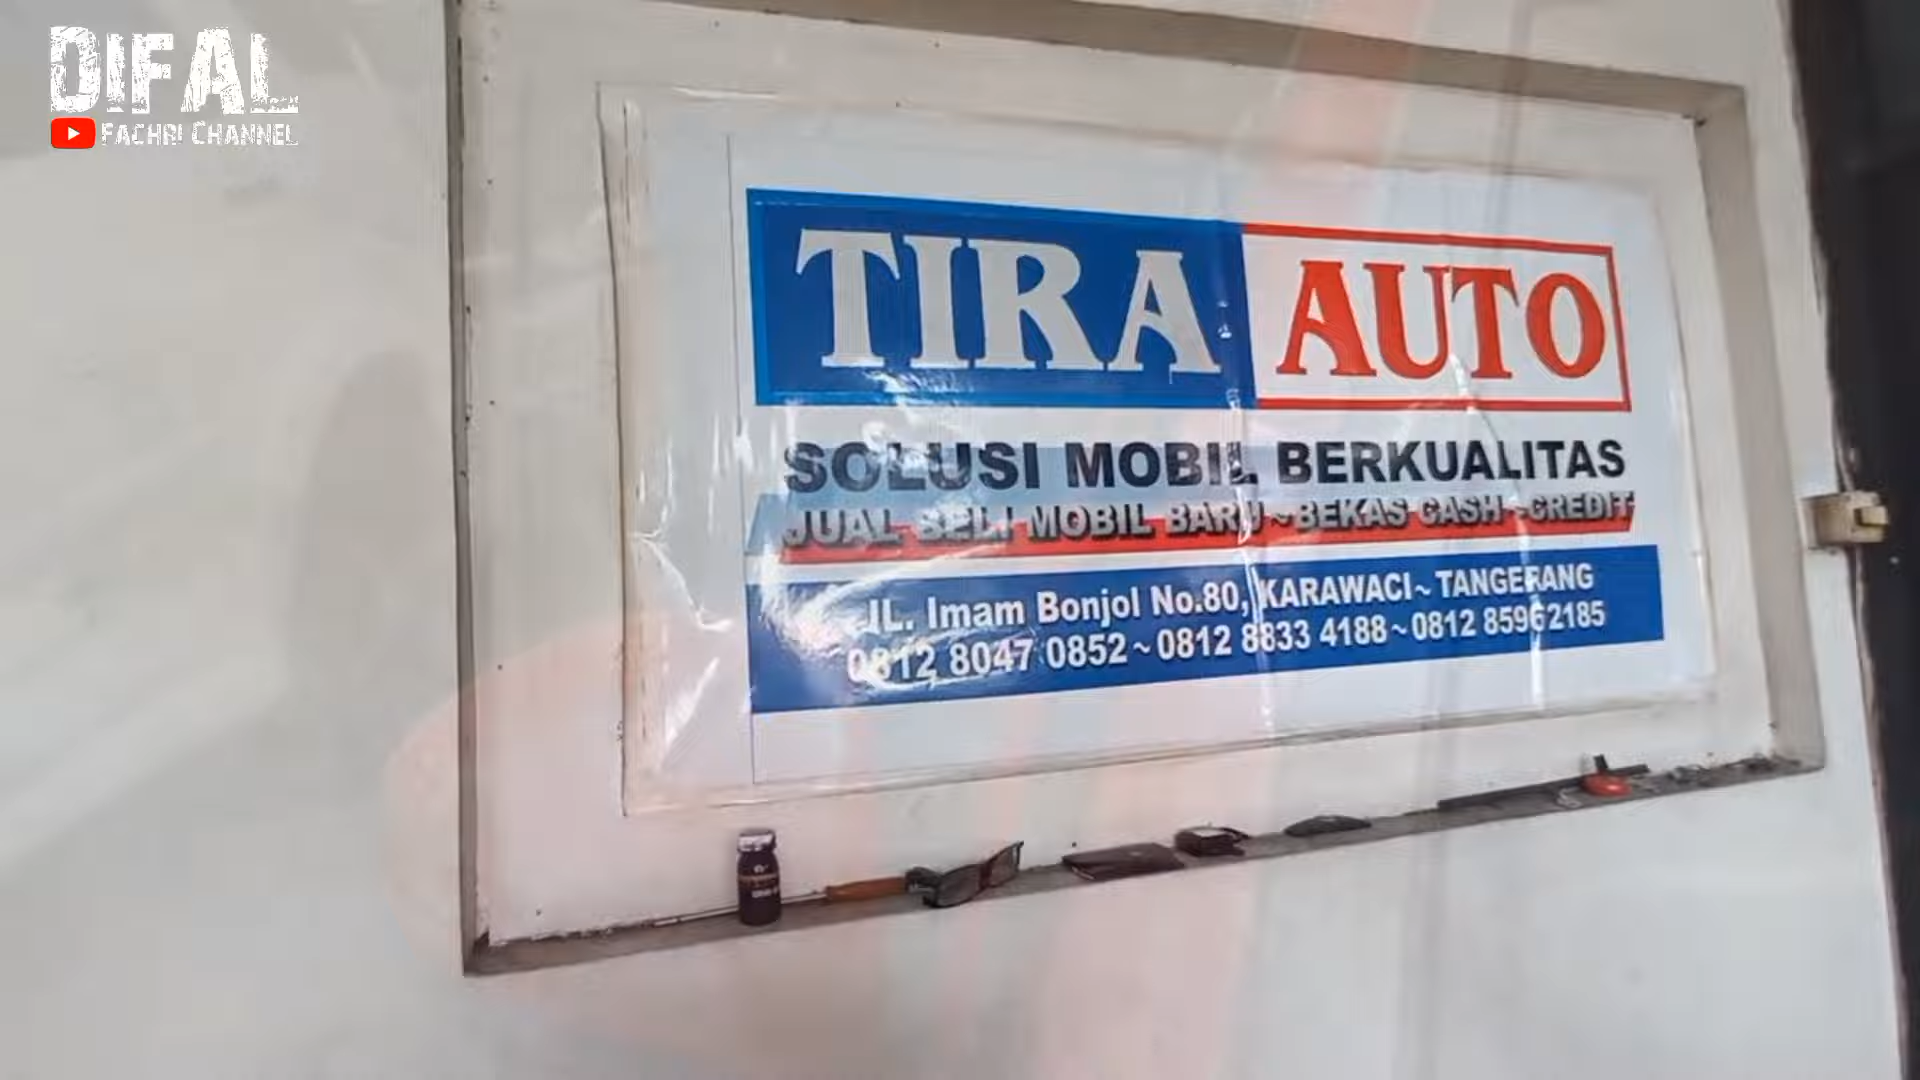 DIFAL
FACHRI CHANNEL
TIRA AUTO
SOLUSI MOBIL BERKUALITAS
JUAL BELI MOBIL BARU~BEKAS CASH~CREDIT
JL. Imam Bonjol No.80, KARAWACI~TANGERANG
0812 8047 0852~0812 8833 4188~0812 85962185